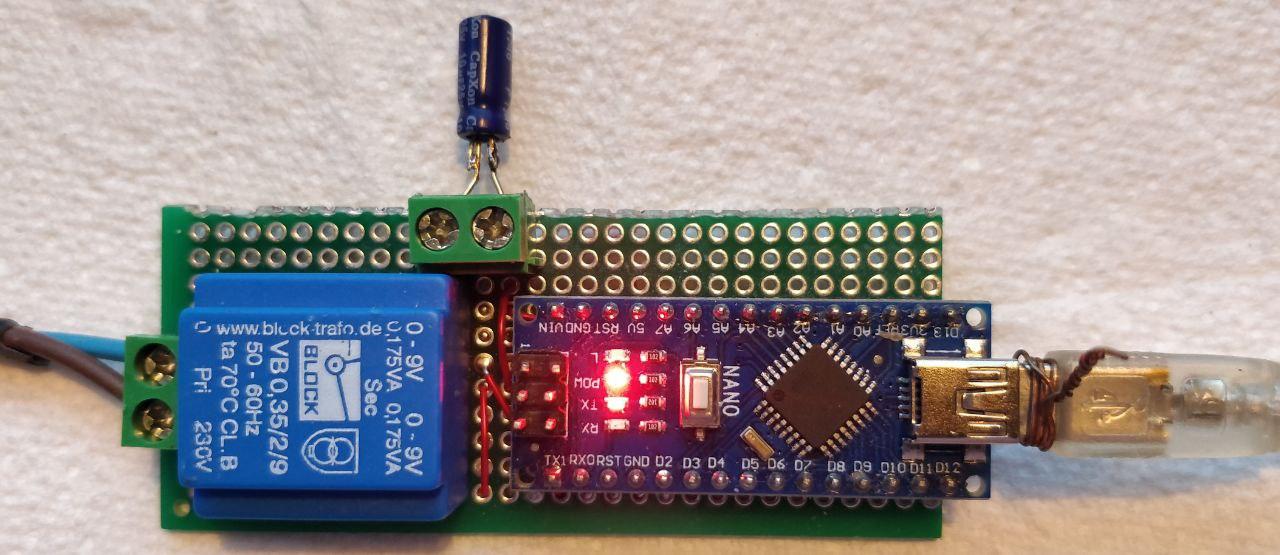 CapXon
www.block-trafo.de
VB 0,35/2/9
50 - 60Hz
ta 70°C CL.B
Pri 230V
BLOCK
0 - 9V 0 - 9V
0,175VA 0,175VA
Sec
VIN GND RST 5V A7 A6 A5 A4 A3 A2 A1 A0 REF 3V3 D13
L
POW
TX
RX
NANO
TX1 RX0 RST GND D2 D3 D4 D5 D6 D7 D8 D9 D10 D11 D12